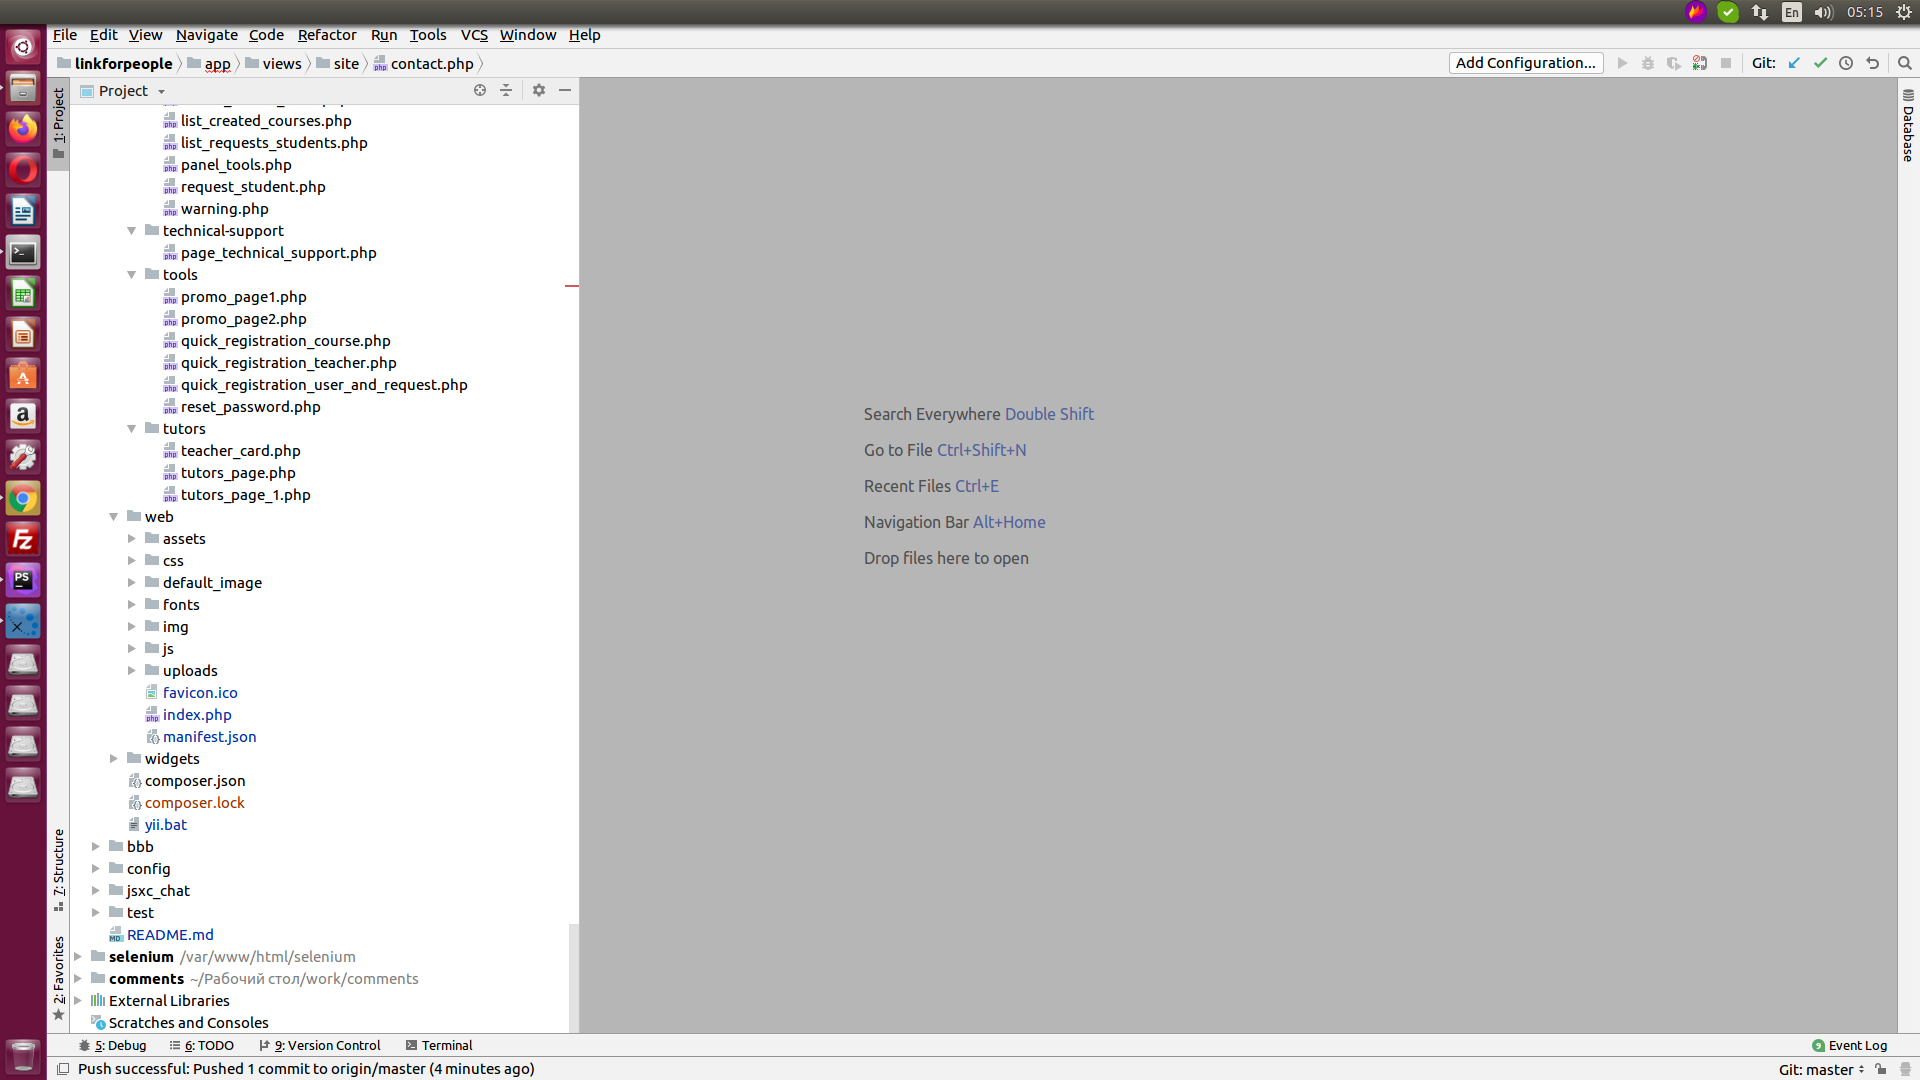 En
05:15
File Edit View Navigate Code Refactor Run Tools VCS Window Help
linkforpeople app views site contact.php
Add Configuration...
Git:
1: Project
Project
list_created_courses.php
list_requests_students.php
panel_tools.php
request_student.php
warning.php
technical-support
page_technical_support.php
tools
promo_page1.php
promo_page2.php
quick_registration_course.php
quick_registration_teacher.php
quick_registration_user_and_request.php
reset_password.php
tutors
teacher_card.php
tutors_page.php
tutors_page_1.php
web
assets
css
default_image
fonts
img
js
uploads
favicon.ico
index.php
manifest.json
widgets
composer.json
composer.lock
yii.bat
bbb
config
jsxc_chat
test
README.md
selenium /var/www/html/selenium
comments ~/Рабочий стол/work/comments
External Libraries
Scratches and Consoles
7: Structure
2: Favorites
Search Everywhere Double Shift
Go to File Ctrl+Shift+N
Recent Files Ctrl+E
Navigation Bar Alt+Home
Drop files here to open
Database
5: Debug 6: TODO 9: Version Control Terminal
9 Event Log
Push successful: Pushed 1 commit to origin/master (4 minutes ago)
Git: master